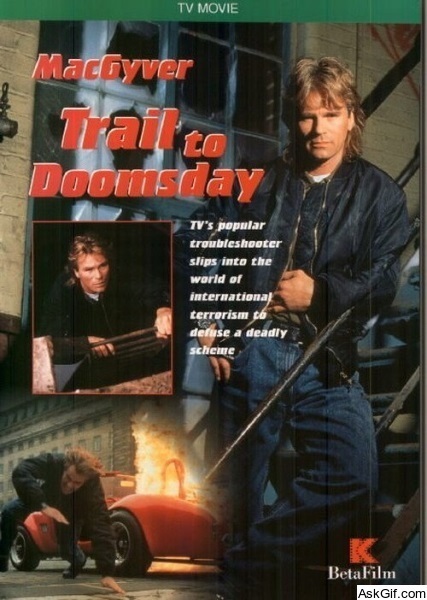 TV MOVIE
MacGyver
Trail to
Doomsday
TV's popular
troubleshooter
slips into the
world of
international
terrorism to
defuse a deadly
scheme
K
BetaFilm
AskGif.com